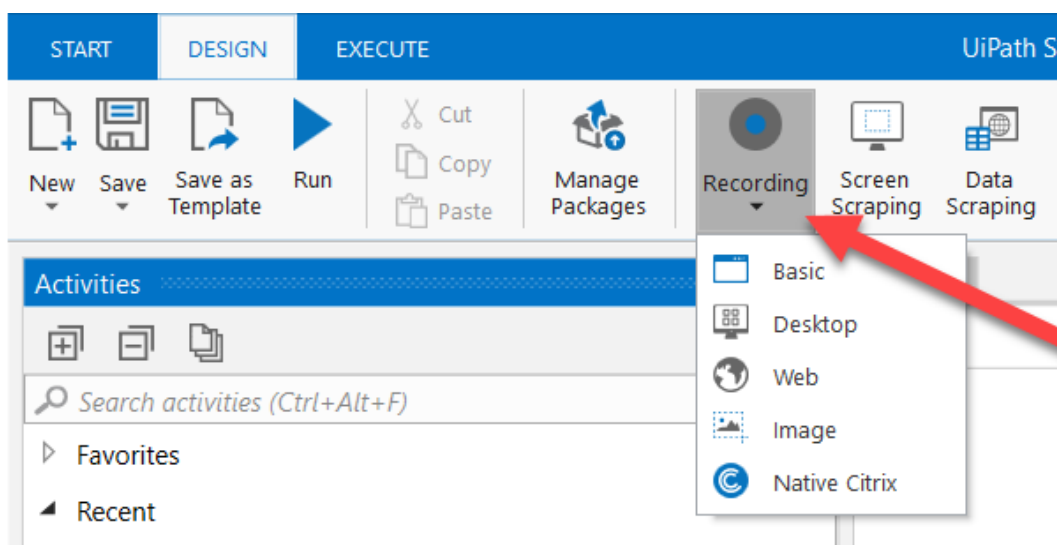 START DESIGN EXECUTE UiPath S
New Save Save as Template Run
Cut
Copy
Paste
Manage Packages
Recording Screen Scraping Data Scraping
Basic
Desktop
Web
Image
Native Citrix
Activities
Search activities (Ctrl+Alt+F)
Favorites
Recent